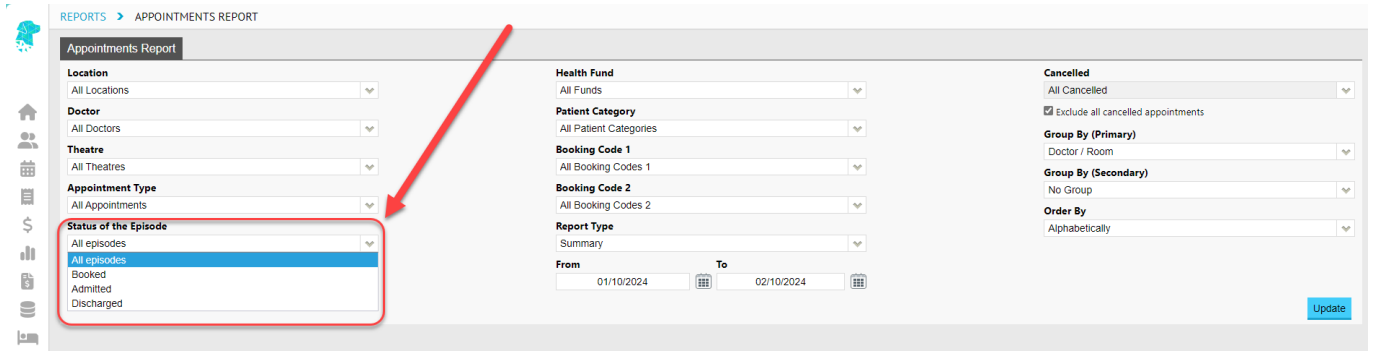 REPORTS > APPOINTMENTS REPORT
Appointments Report
Location
All Locations
Doctor
All Doctors
Theatre
All Theatres
Appointment Type
All Appointments
Status of the Episode
All episodes
All episodes
Booked
Admitted
Discharged
Health Fund
All Funds
Patient Category
All Patient Categories
Booking Code 1
All Booking Codes 1
Booking Code 2
All Booking Codes 2
Report Type
Summary
From To
01/10/2024 02/10/2024
Cancelled
All Cancelled
Exclude all cancelled appointments
Group By (Primary)
Doctor / Room
Group By (Secondary)
No Group
Order By
Alphabetically
Update